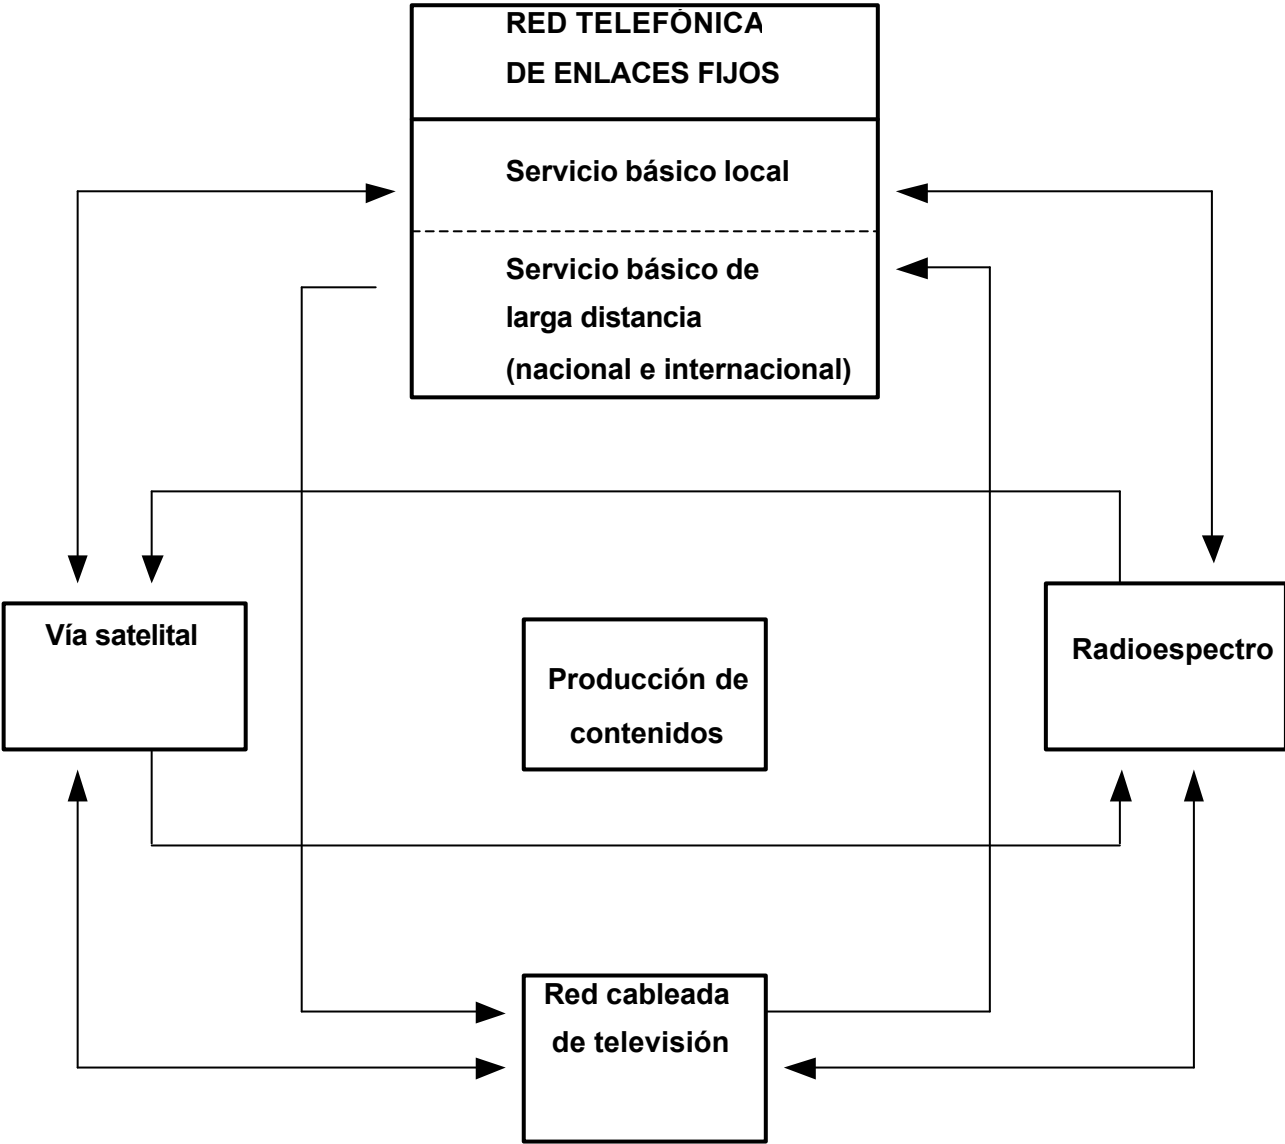 RED TELEFÓNICA
DE ENLACES FIJOS
Servicio básico local
Servicio básico de
larga distancia
(nacional e internacional)
Vía satelital
Producción de
contenidos
Radioespectro
Red cableada
de televisión